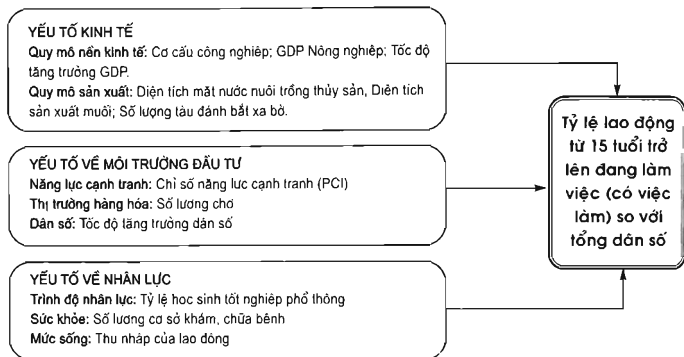 YẾU TỐ KINH TẾ
Quy mô nền kinh tế: Cơ cấu công nghiệp; GDP Nông nghiệp; Tốc độ
tăng trưởng GDP.
Quy mô sản xuất: Diện tích mặt nước nuôi trồng thủy sản, Diện tích
sản xuất muối; Số lượng tàu đánh bắt xa bờ.
YẾU TỐ VỀ MÔI TRƯỜNG ĐẦU TƯ
Năng lực cạnh tranh: Chỉ số năng lực cạnh tranh (PCI)
Thị trường hàng hóa: Số lượng chợ
Dân số: Tốc độ tăng trưởng dân số
YẾU TỐ VỀ NHÂN LỰC
Trình độ nhân lực: Tỷ lệ học sinh tốt nghiệp phổ thông
Sức khỏe: Số lượng cơ sở khám, chữa bệnh
Mức sống: Thu nhập của lao động
Tỷ lệ lao động
từ 15 tuổi trở
lên đang làm
việc (có việc
làm) so với
tổng dân số